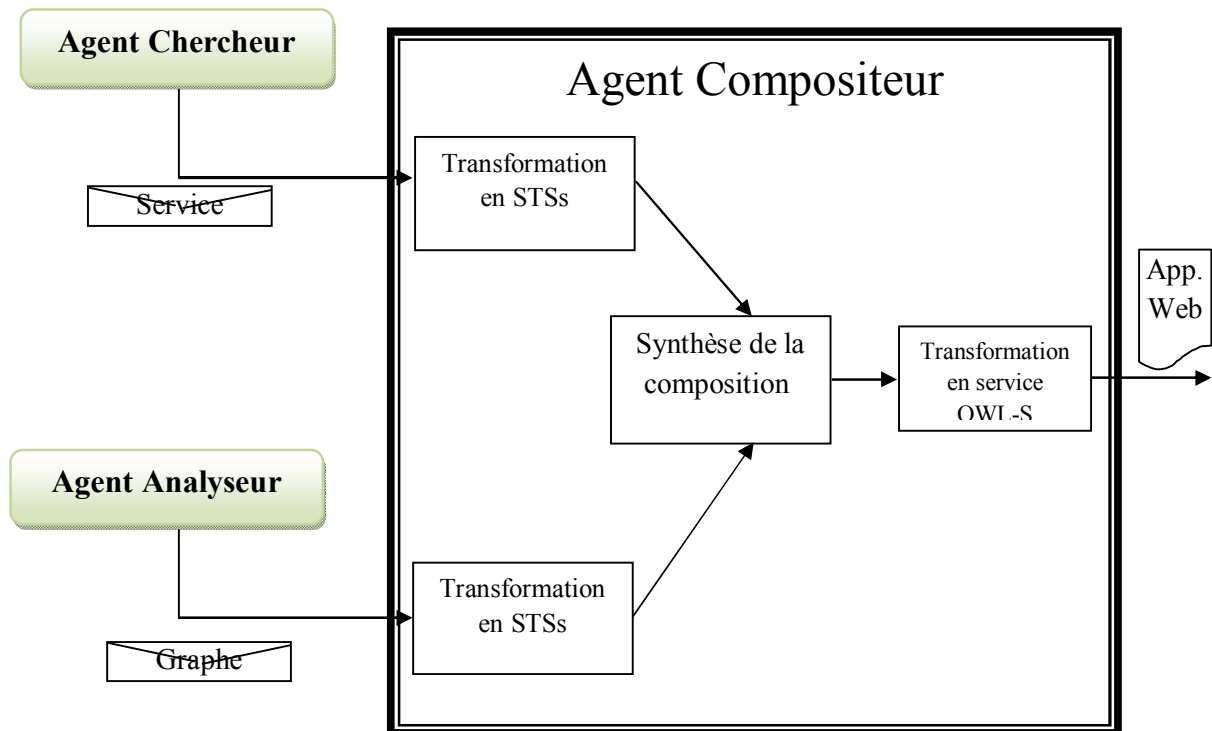 Agent Chercheur
Agent Compositeur
Transformation
en STSs
Service
App.
Web
Synthèse de la
composition
Transformation
en service
OWL-S
Agent Analyseur
Transformation
en STSs
Graphe